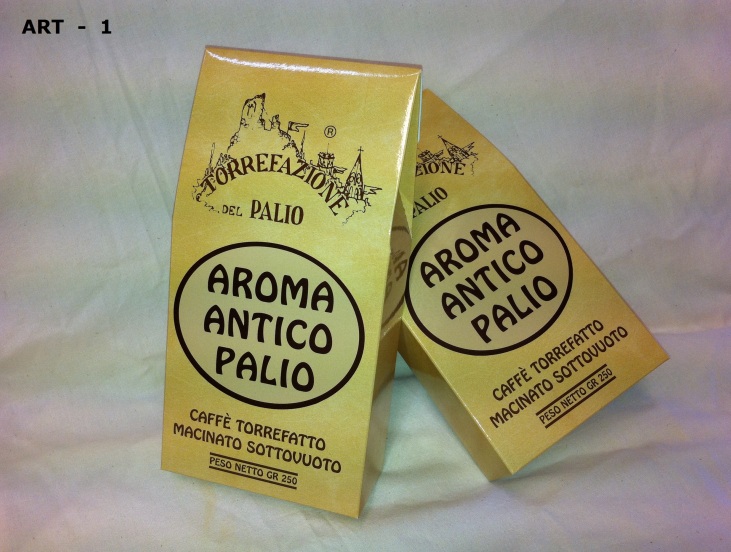 ART - 1
®
TORREFAZIONE
DEL PALIO
AROMA
ANTICO
PALIO
CAFFÈ TORREFATTO
MACINATO SOTTOVUOTO
PESO NETTO GR 250
PALIO
AROMA
ANTICO
PALIO
CAFFÈ TORREFATTO
MACINATO SOTTOVUOTO
PESO NETTO GR 250